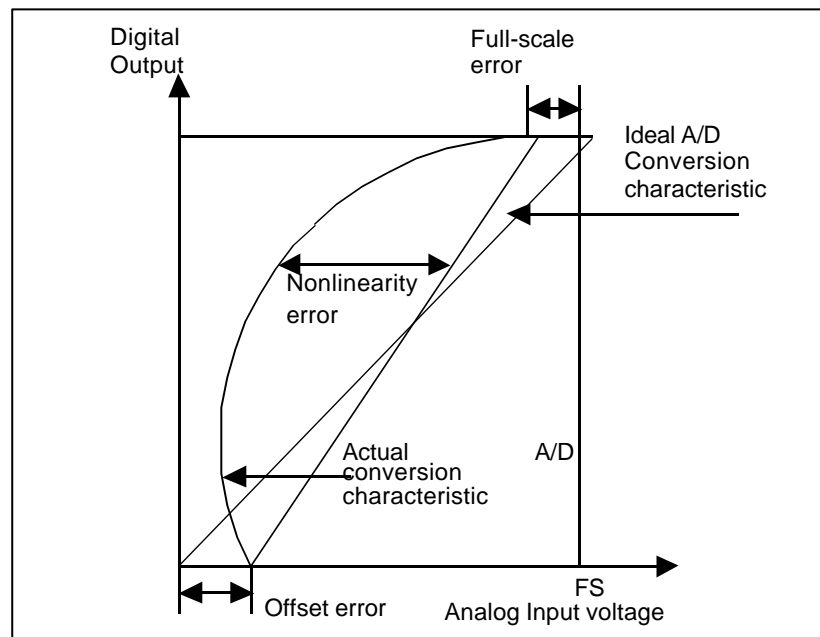 Digital
Output
Full-scale
error
Ideal A/D
Conversion
characteristic
Nonlinearity
error
Actual
conversion
characteristic
A/D
FS
Offset error
Analog Input voltage